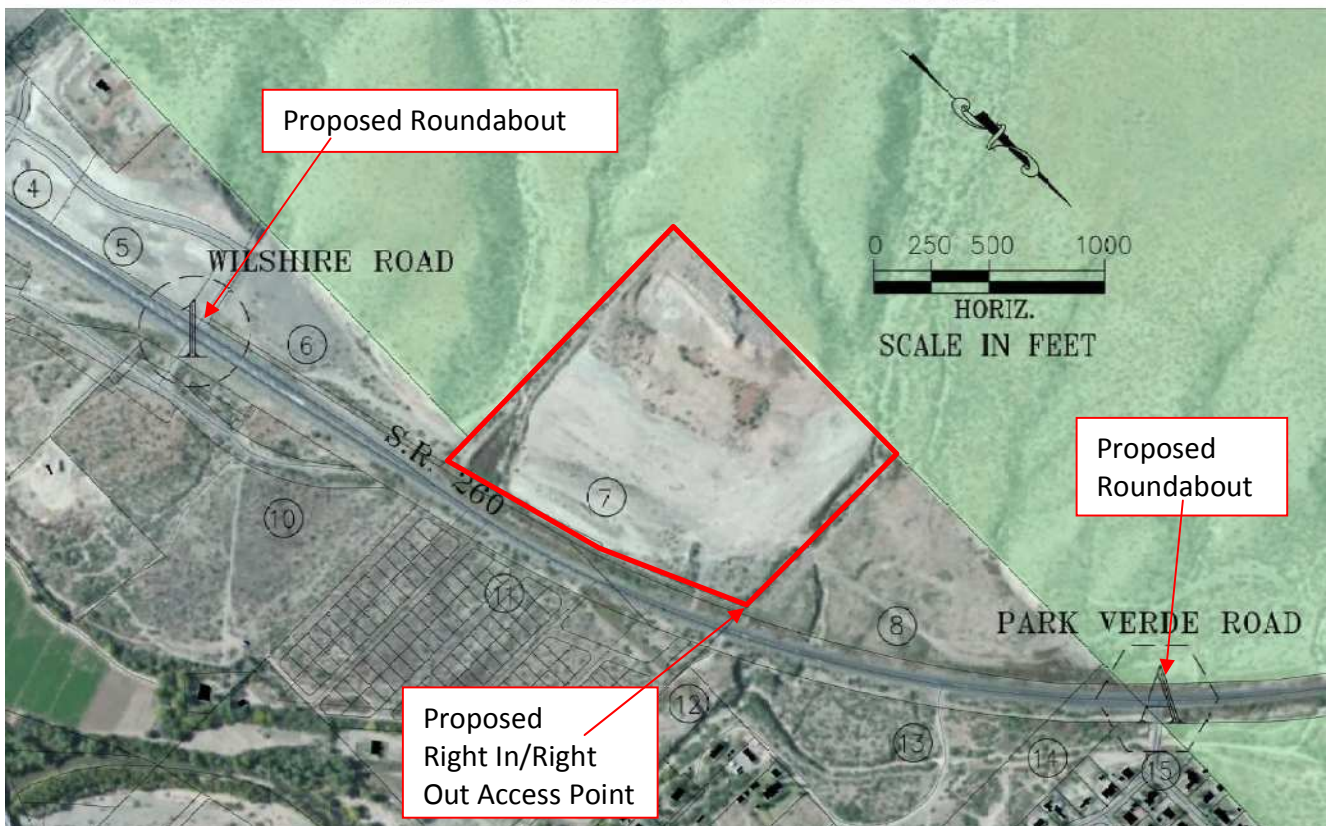 Proposed Roundabout
4
5
WILSHIRE ROAD
6
0 250 500 1000
HORIZ.
SCALE IN FEET
S.R. 260
7
Proposed
Roundabout
10
11
8
PARK VERDE ROAD
Proposed
Right In/Right
Out Access Point
12
13
14
15